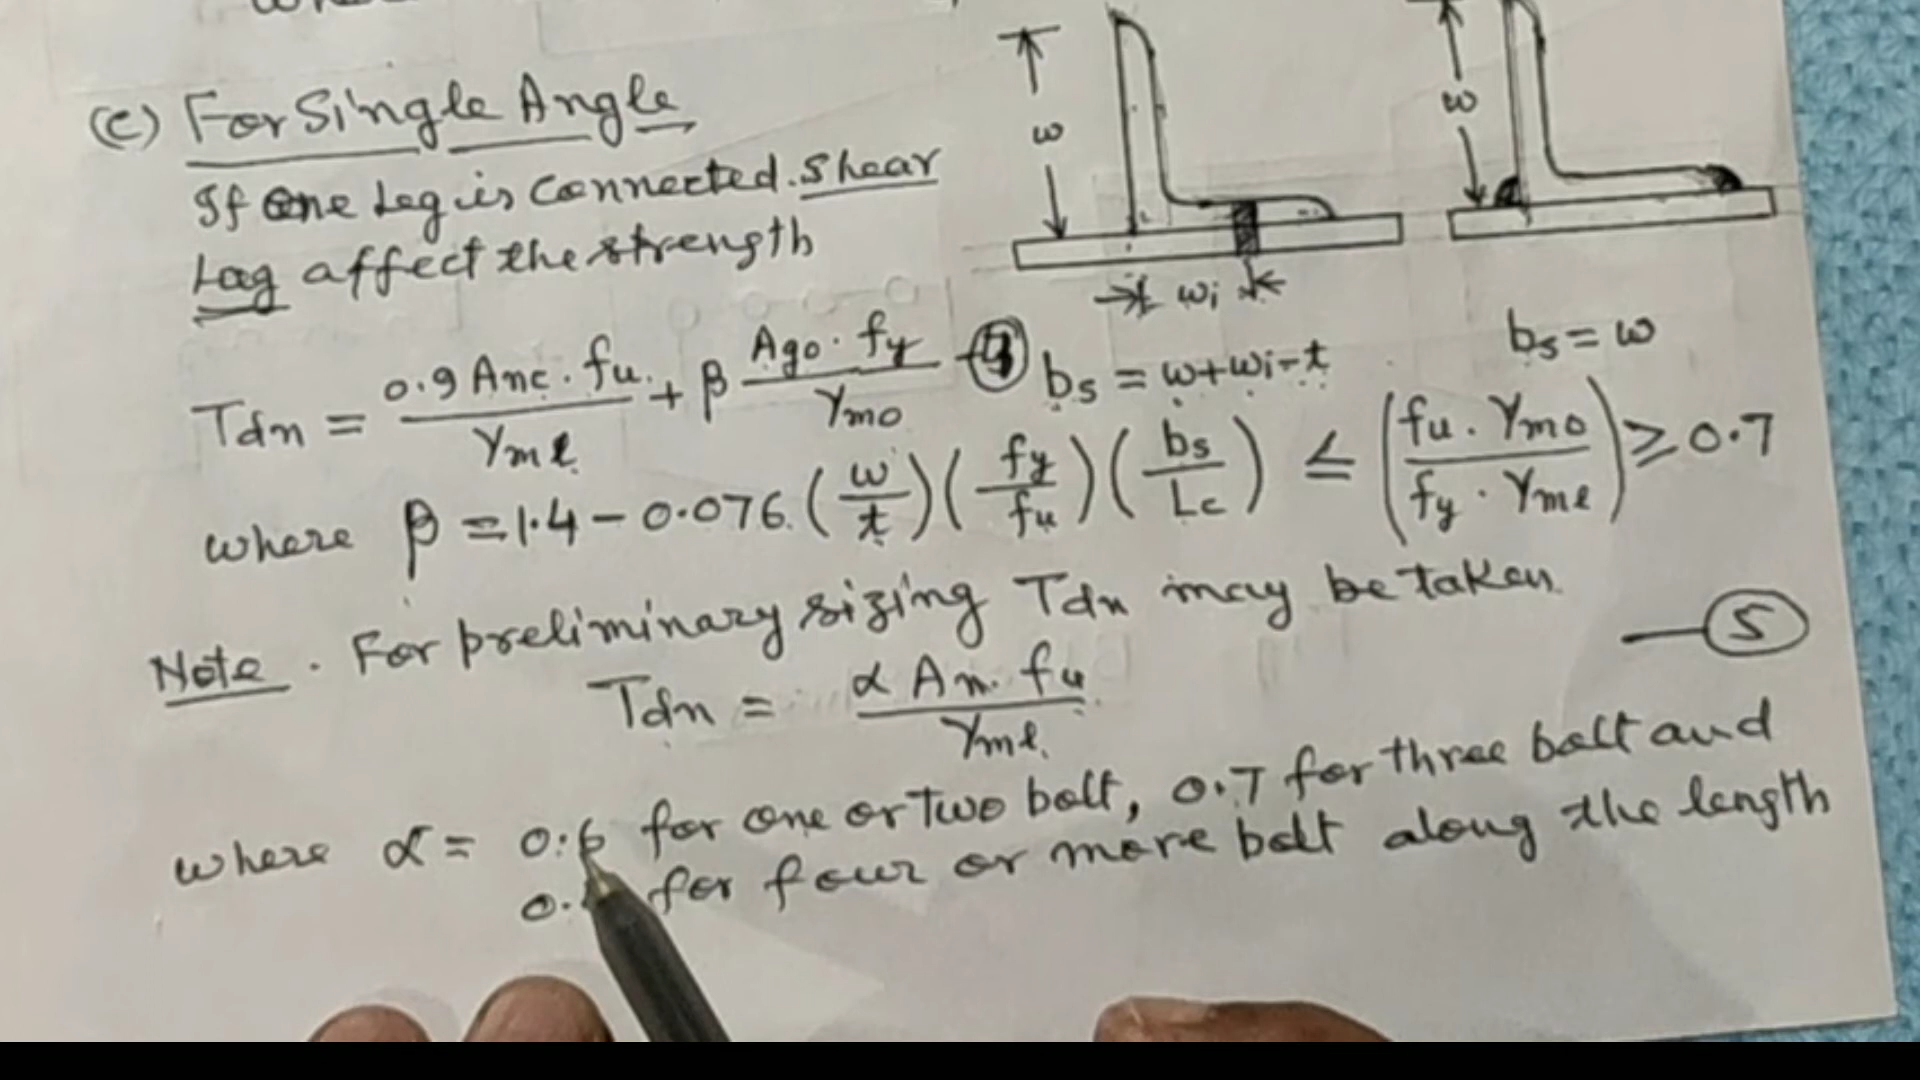 (c) For Single Angle
If one Leg is connected. Shear
Lag affect the strength
w
w
wi
Tdn = 0.9 Anc . fu / γml + β Ago . fy / γmo — 4
bs = w+wi-t
bs = w
where β = 1.4 - 0.076 (w/t) (fy/fu) (bs/Lc) ≤ (fu . γmo / fy . γml) ≥ 0.7
Note . For preliminary sizing Tdn may be taken
Tdn = α An . fu / γml — 5
where α = 0.6 for one or two bolt, 0.7 for three bolt and
for four or more bolt along the length